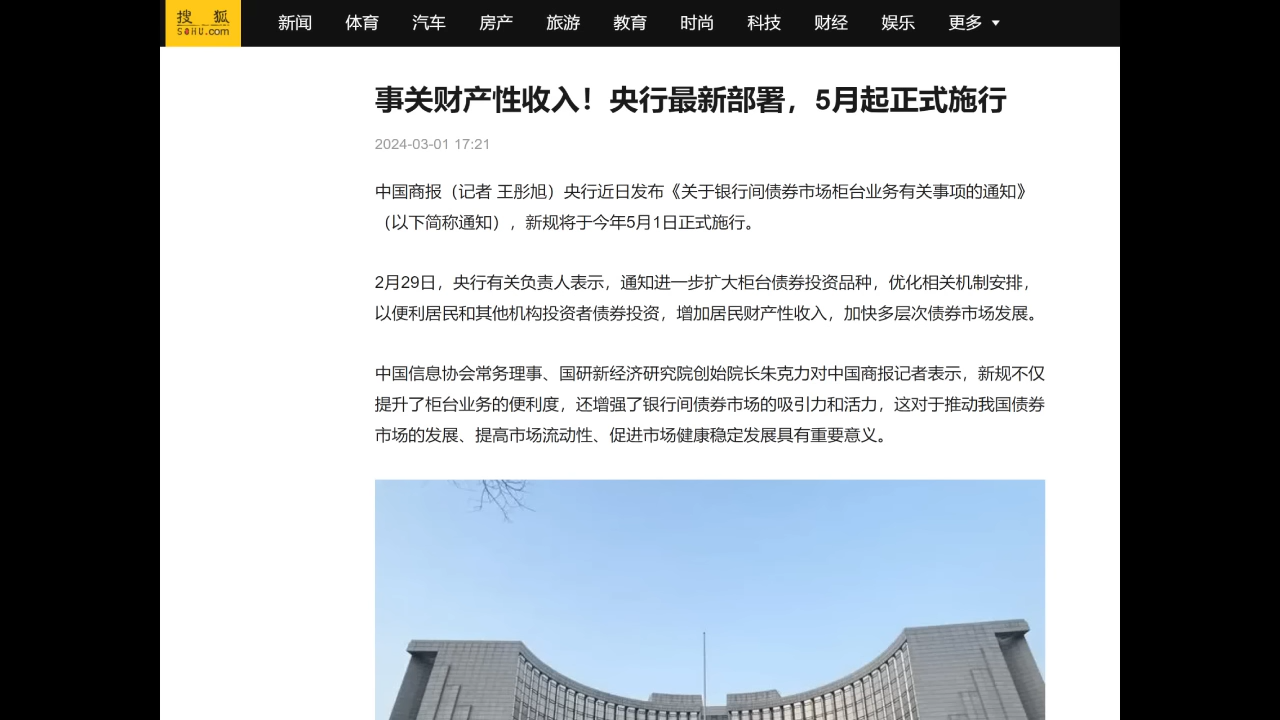 搜狐
SOHU.com
新闻 体育 汽车 房产 旅游 教育 时尚 科技 财经 娱乐 更多
事关财产性收入！央行最新部署，5月起正式施行
2024-03-01 17:21
中国商报（记者 王彤旭）央行近日发布《关于银行间债券市场柜台业务有关事项的通知》
（以下简称通知），新规将于今年5月1日正式施行。
2月29日，央行有关负责人表示，通知进一步扩大柜台债券投资品种，优化相关机制安排，
以便利居民和其他机构投资者债券投资，增加居民财产性收入，加快多层次债券市场发展。
中国信息协会常务理事、国研新经济研究院创始院长朱克力对中国商报记者表示，新规不仅
提升了柜台业务的便利度，还增强了银行间债券市场的吸引力和活力，这对于推动我国债券
市场的发展、提高市场流动性、促进市场健康稳定发展具有重要意义。